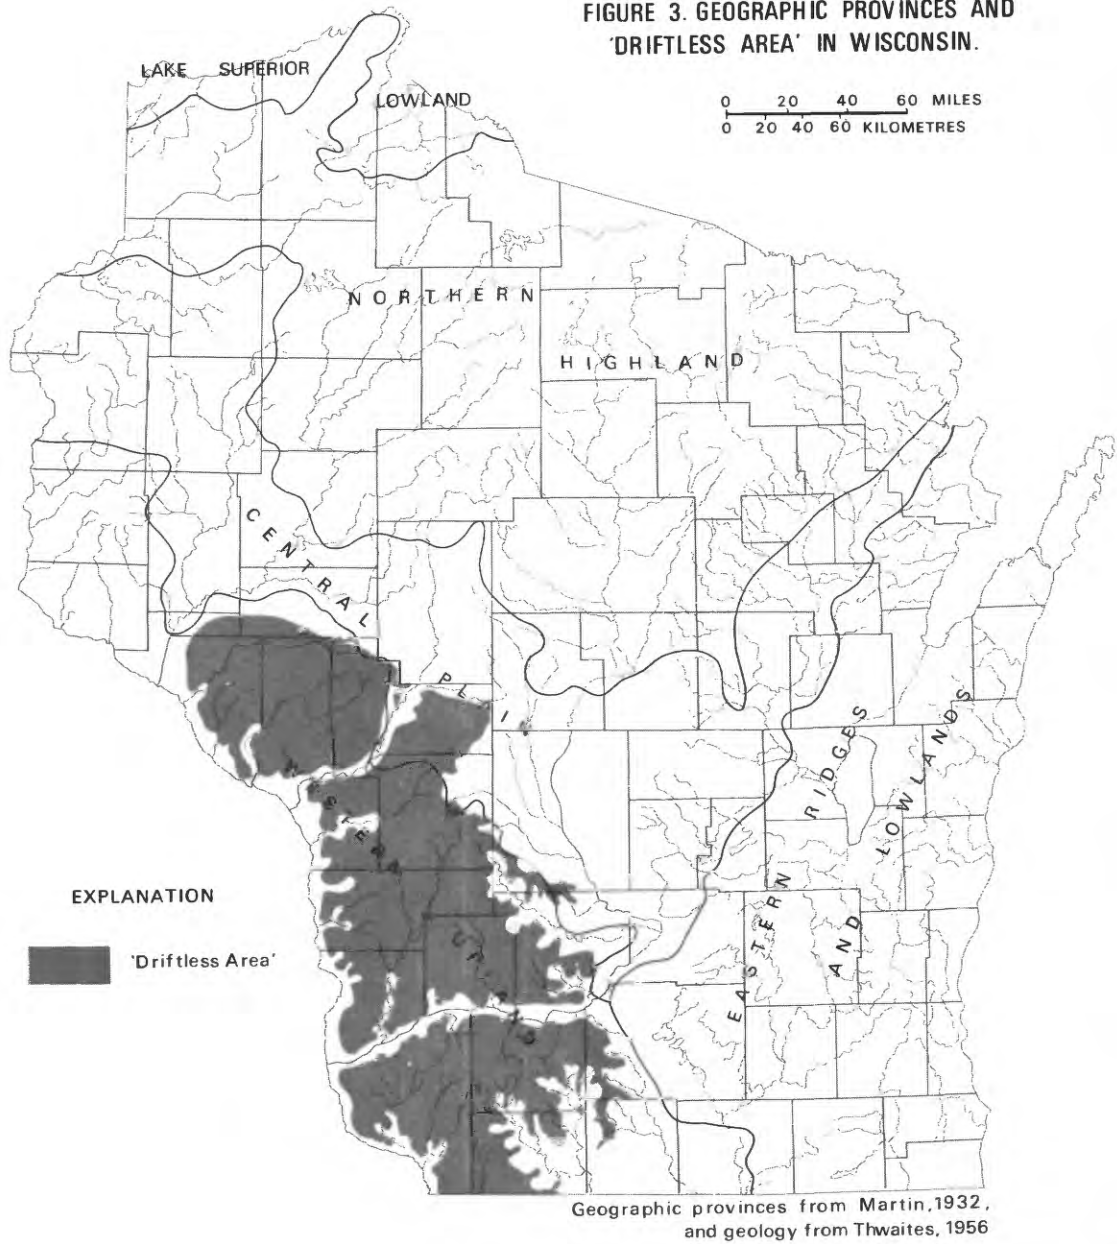 FIGURE 3. GEOGRAPHIC PROVINCES AND
'DRIFTLESS AREA' IN WISCONSIN.
0 20 40 60 MILES
0 20 40 60 KILOMETRES
LAKE SUPERIOR
LOWLAND
NORTHERN
HIGHLAND
CENTRAL
EASTERN
RIDGES
AND
LOWLANDS
EXPLANATION
'Driftless Area'
Geographic provinces from Martin,1932,
and geology from Thwaites, 1956